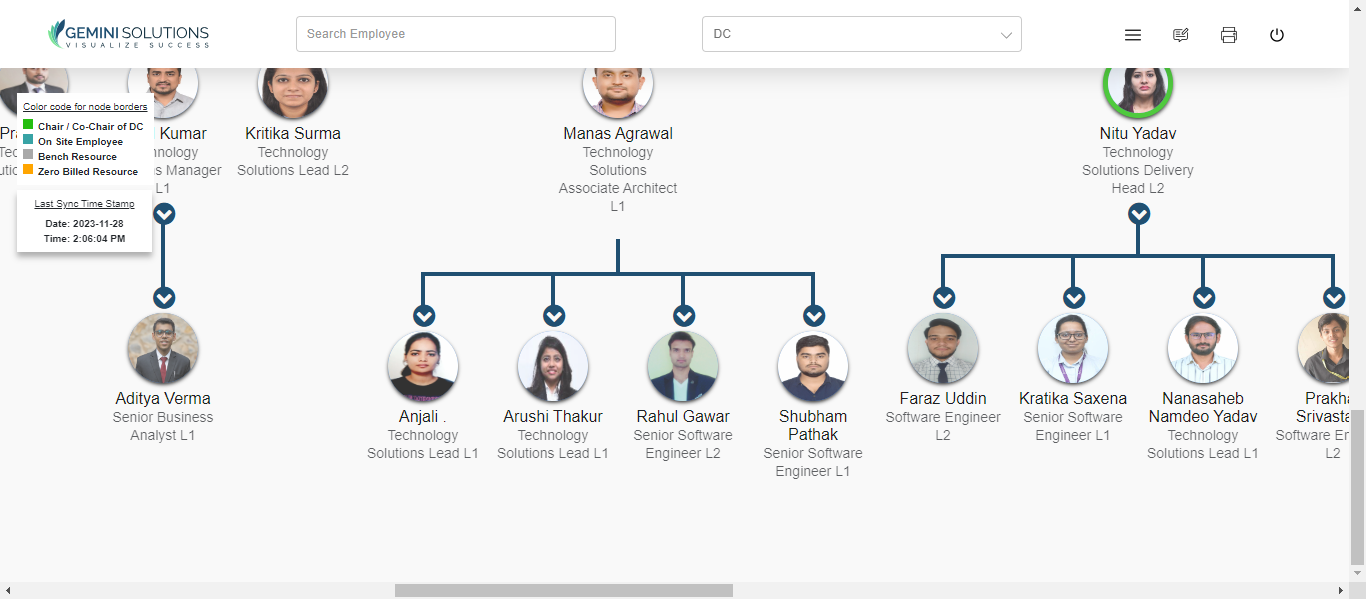 GEMINI SOLUTIONS
VISUALIZE SUCCESS
Search Employee
DC
Color code for node borders
Chair / Co-Chair of DC
On Site Employee
Bench Resource
Zero Billed Resource
Last Sync Time Stamp
Date: 2023-11-28
Time: 2:06:04 PM
Kumar
s Manager
L1
Kritika Surma
Technology
Solutions Lead L2
Manas Agrawal
Technology
Solutions
Associate Architect
L1
Nitu Yadav
Technology
Solutions Delivery
Head L2
Aditya Verma
Senior Business
Analyst L1
Anjali .
Technology
Solutions Lead L1
Arushi Thakur
Technology
Solutions Lead L1
Rahul Gawar
Senior Software
Engineer L2
Shubham
Pathak
Senior Software
Engineer L1
Faraz Uddin
Software Engineer
L2
Kratika Saxena
Senior Software
Engineer L1
Nanasaheb
Namdeo Yadav
Technology
Solutions Lead L1
Prakha
Srivasta
Software En
L2